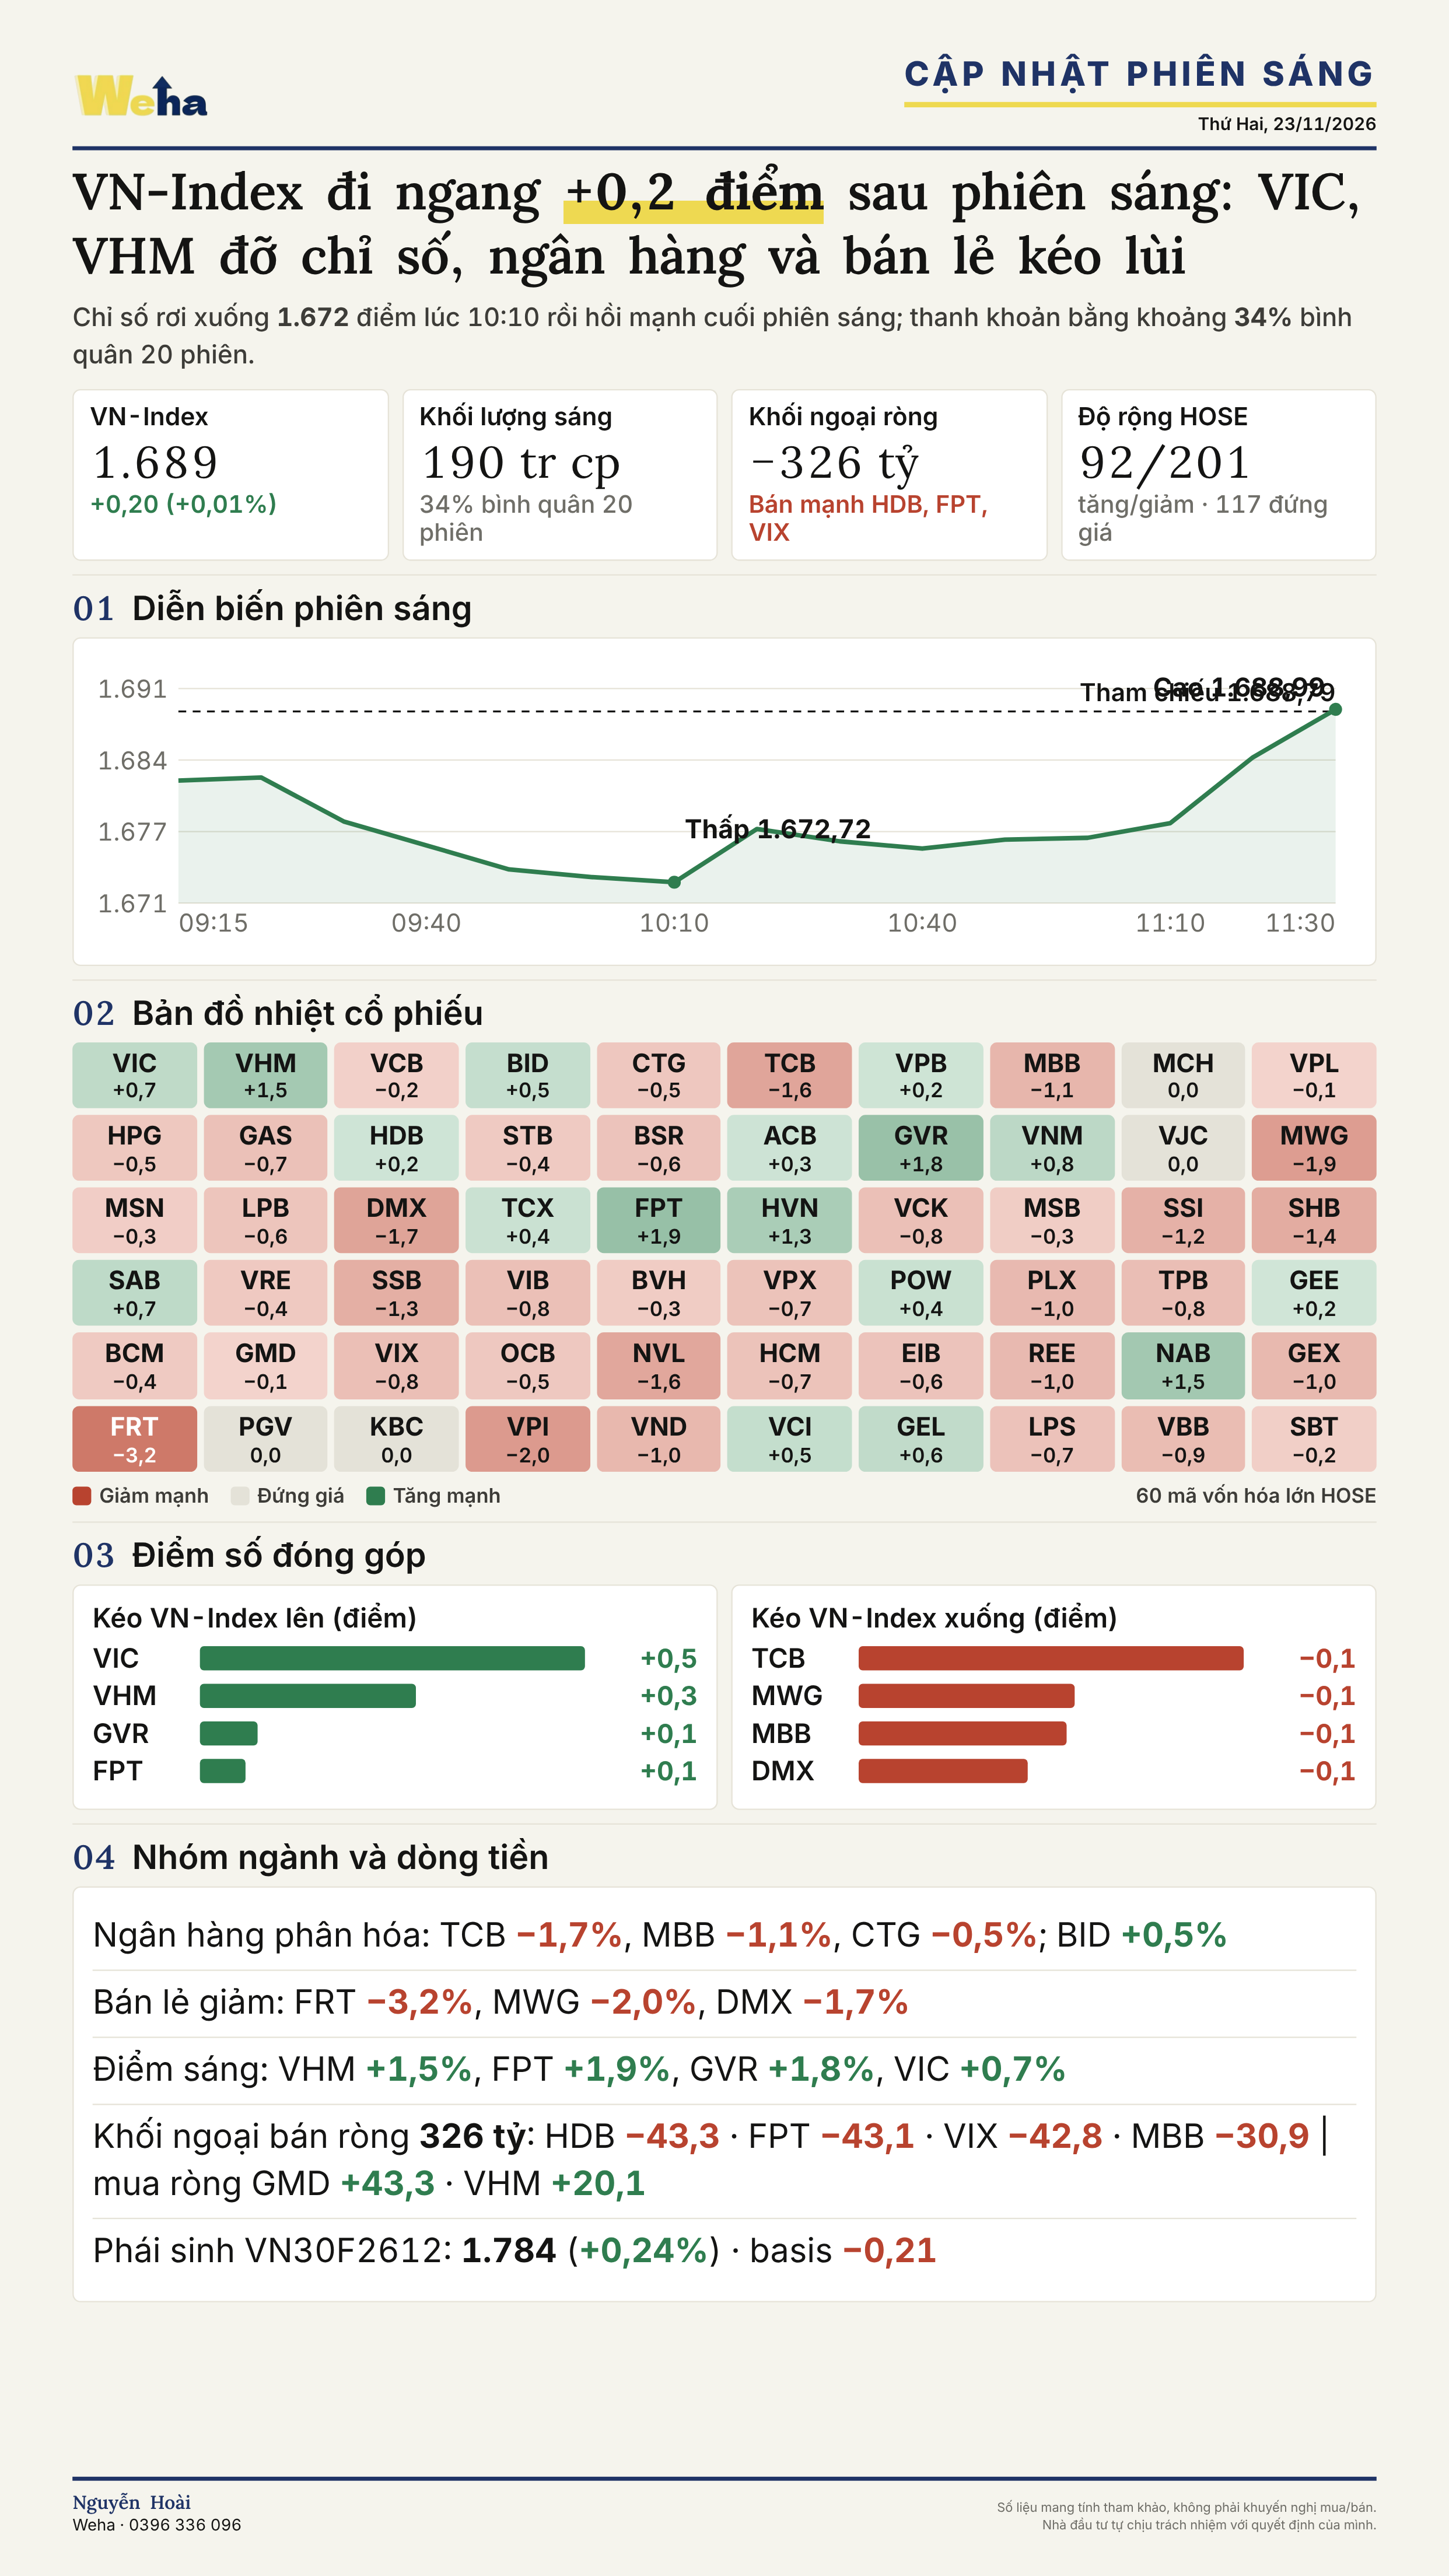 Weha
CẬP NHẬT PHIÊN SÁNG
Thứ Hai, 23/11/2026
VN-Index đi ngang +0,2 điểm sau phiên sáng: VIC,
VHM đỡ chỉ số, ngân hàng và bán lẻ kéo lùi
Chỉ số rơi xuống 1.672 điểm lúc 10:10 rồi hồi mạnh cuối phiên sáng; thanh khoản bằng khoảng 34% bình
quân 20 phiên.
VN-Index
1.689
+0,20 (+0,01%)
Khối lượng sáng
190 tr cp
34% bình quân 20
phiên
Khối ngoại ròng
−326 tỷ
Bán mạnh HDB, FPT,
VIX
Độ rộng HOSE
92/201
tăng/giảm · 117 đứng
giá
01 Diễn biến phiên sáng
Cao 1.688,99
Tham chiếu 1.688,79
1.691
1.684
1.677
1.671
Thấp 1.672,72
09:15 09:40 10:10 10:40 11:10 11:30
02 Bản đồ nhiệt cổ phiếu
VIC VHM VCB BID CTG TCB VPB MBB MCH VPL
+0,7 +1,5 −0,2 +0,5 −0,5 −1,6 +0,2 −1,1 0,0 −0,1
HPG GAS HDB STB BSR ACB GVR VNM VJC MWG
−0,5 −0,7 +0,2 −0,4 −0,6 +0,3 +1,8 +0,8 0,0 −1,9
MSN LPB DMX TCX FPT HVN VCK MSB SSI SHB
−0,3 −0,6 −1,7 +0,4 +1,9 +1,3 −0,8 −0,3 −1,2 −1,4
SAB VRE SSB VIB BVH VPX POW PLX TPB GEE
+0,7 −0,4 −1,3 −0,8 −0,3 −0,7 +0,4 −1,0 −0,8 +0,2
BCM GMD VIX OCB NVL HCM EIB REE NAB GEX
−0,4 −0,1 −0,8 −0,5 −1,6 −0,7 −0,6 −1,0 +1,5 −1,0
FRT PGV KBC VPI VND VCI GEL LPS VBB SBT
−3,2 0,0 0,0 −2,0 −1,0 +0,5 +0,6 −0,7 −0,9 −0,2
Giảm mạnh Đứng giá Tăng mạnh
60 mã vốn hóa lớn HOSE
03 Điểm số đóng góp
Kéo VN-Index lên (điểm)
VIC +0,5
VHM +0,3
GVR +0,1
FPT +0,1
Kéo VN-Index xuống (điểm)
TCB −0,1
MWG −0,1
MBB −0,1
DMX −0,1
04 Nhóm ngành và dòng tiền
Ngân hàng phân hóa: TCB −1,7%, MBB −1,1%, CTG −0,5%; BID +0,5%
Bán lẻ giảm: FRT −3,2%, MWG −2,0%, DMX −1,7%
Điểm sáng: VHM +1,5%, FPT +1,9%, GVR +1,8%, VIC +0,7%
Khối ngoại bán ròng 326 tỷ: HDB −43,3 · FPT −43,1 · VIX −42,8 · MBB −30,9 |
mua ròng GMD +43,3 · VHM +20,1
Phái sinh VN30F2612: 1.784 (+0,24%) · basis −0,21
Nguyễn Hoài
Weha · 0396 336 096
Số liệu mang tính tham khảo, không phải khuyến nghị mua/bán.
Nhà đầu tư tự chịu trách nhiệm với quyết định của mình.